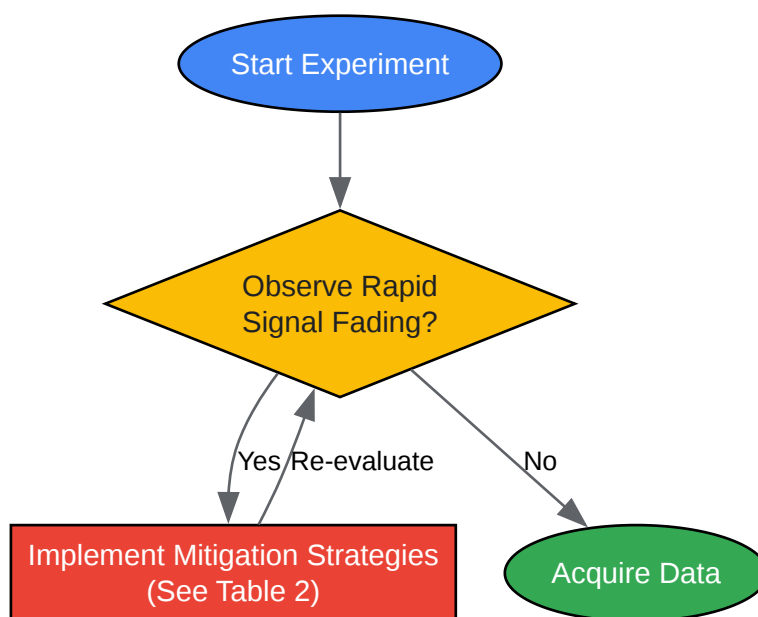 Start Experiment
Observe Rapid
Signal Fading?
Yes
Re-evaluate
No
Implement Mitigation Strategies
(See Table 2)
Acquire Data